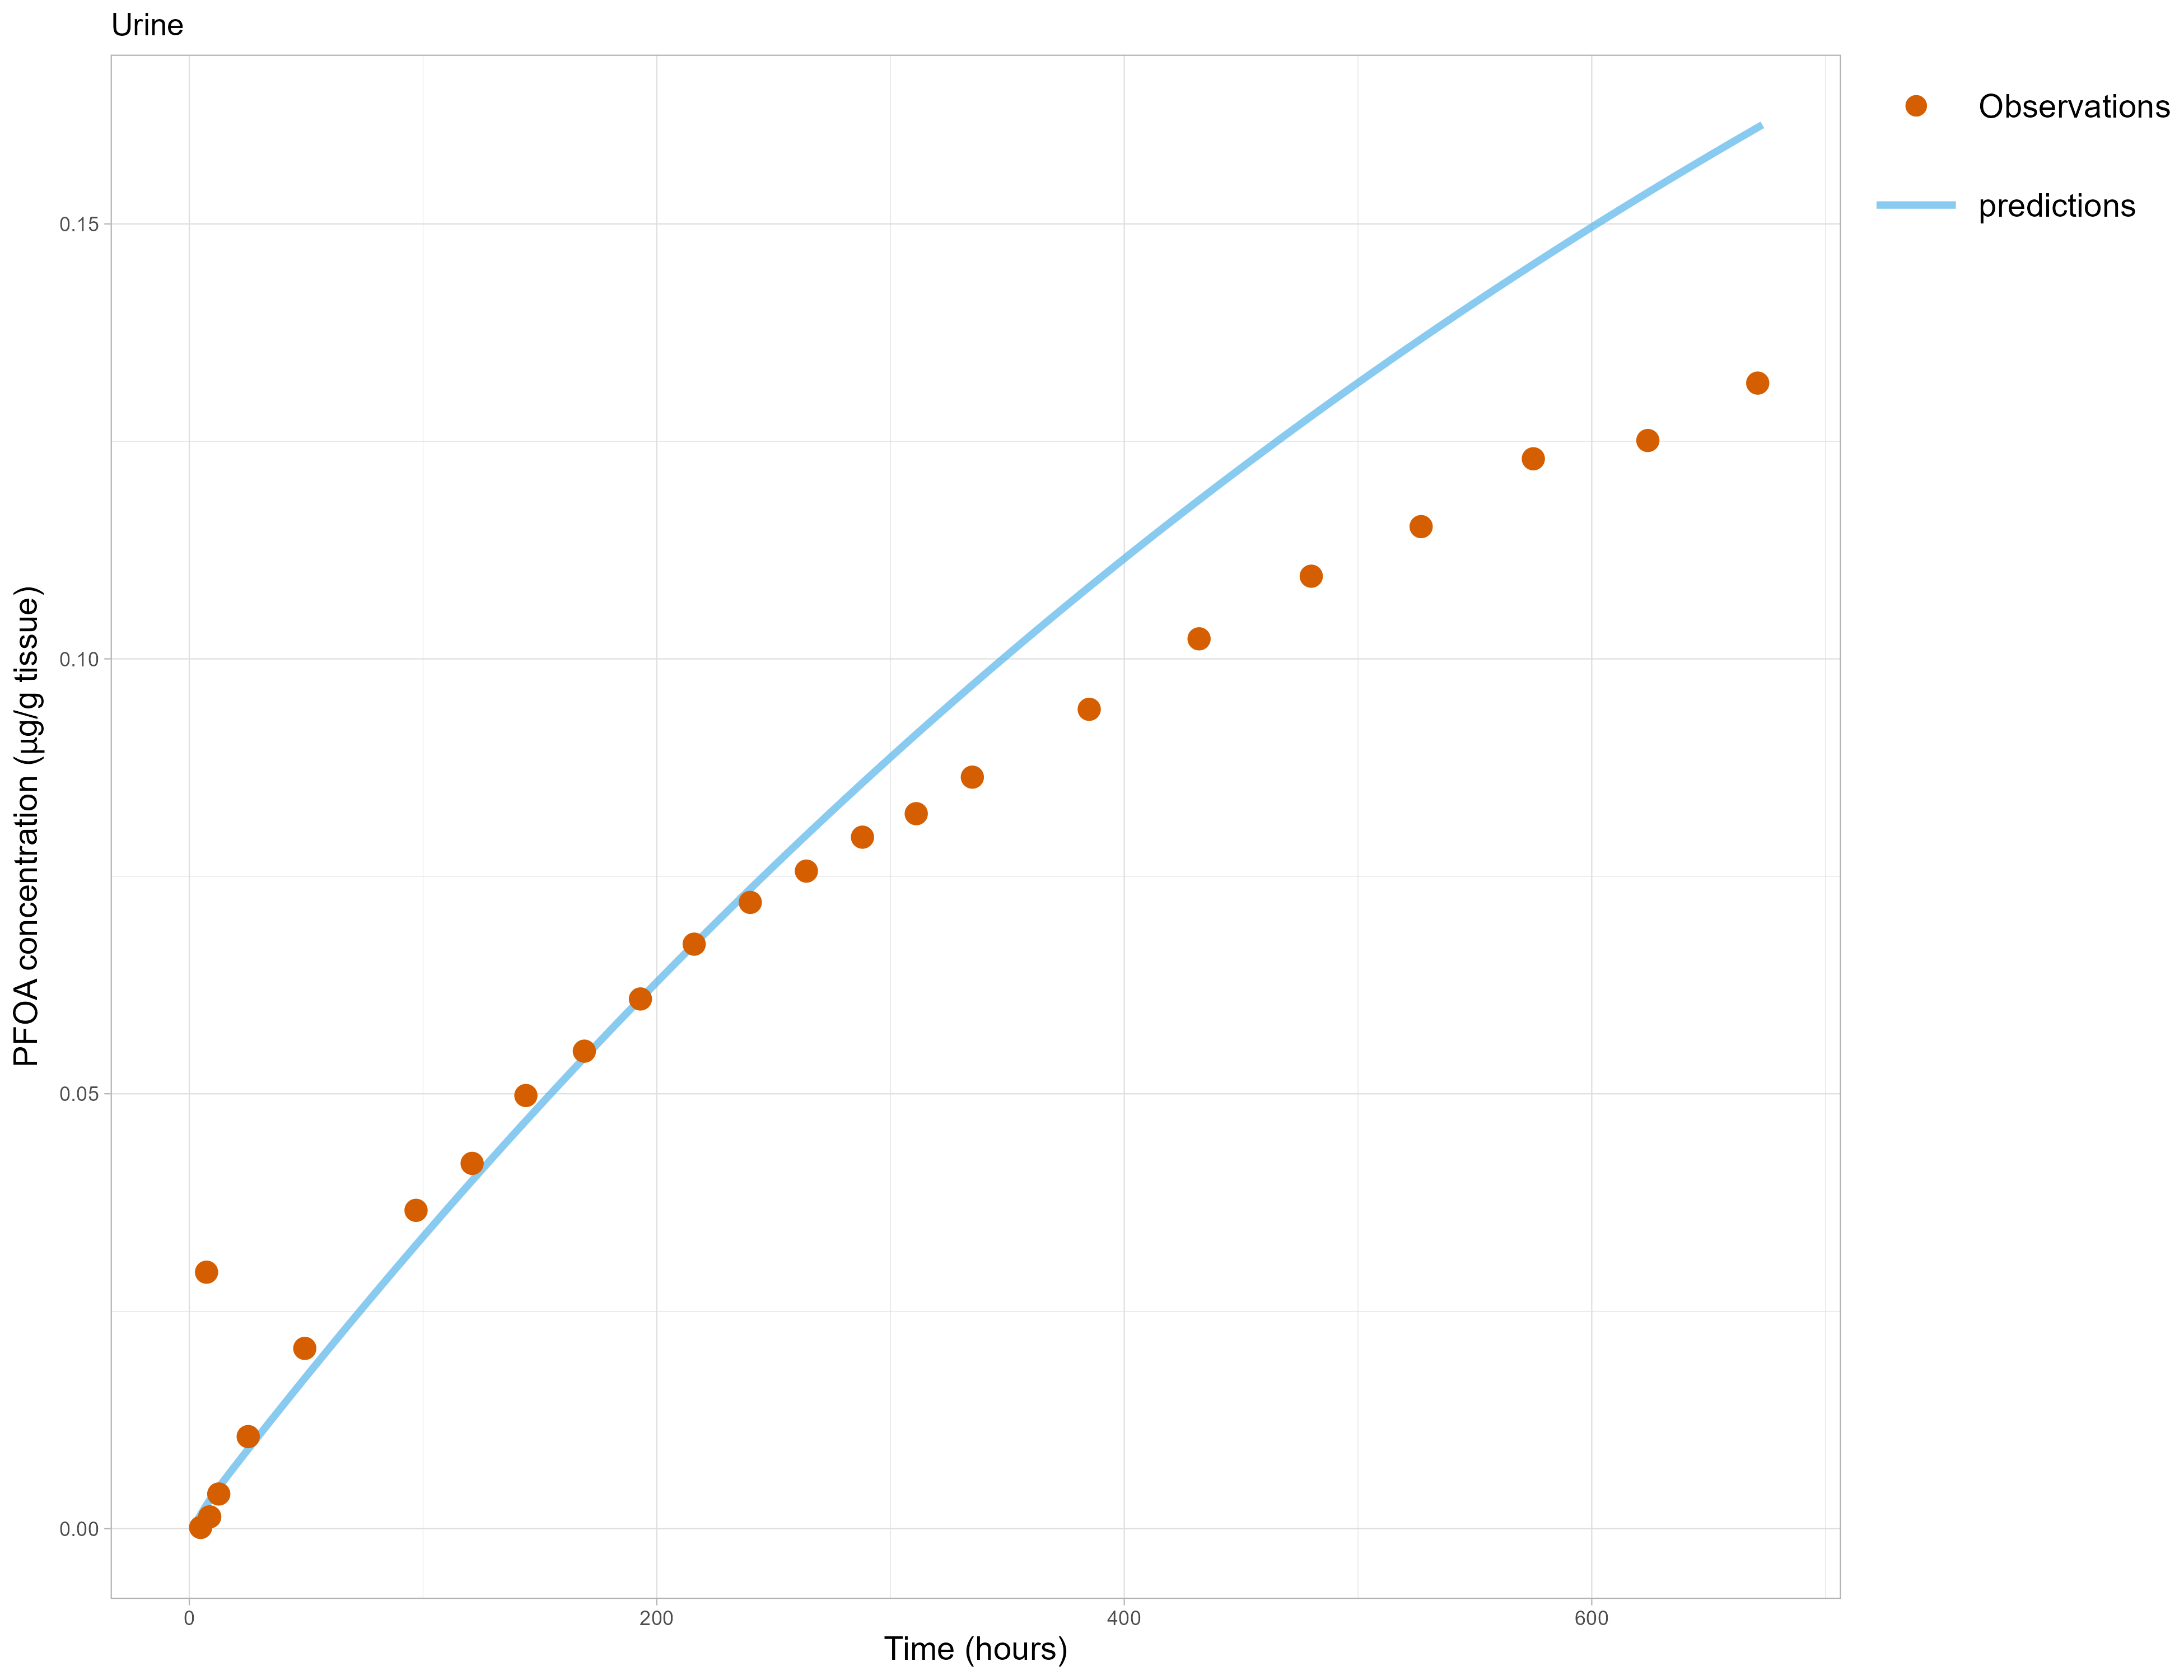 Urine
Observations
predictions
PFOA concentration (µg/g tissue)
0.15
0.10
0.05
0.00
0
200
400
600
Time (hours)